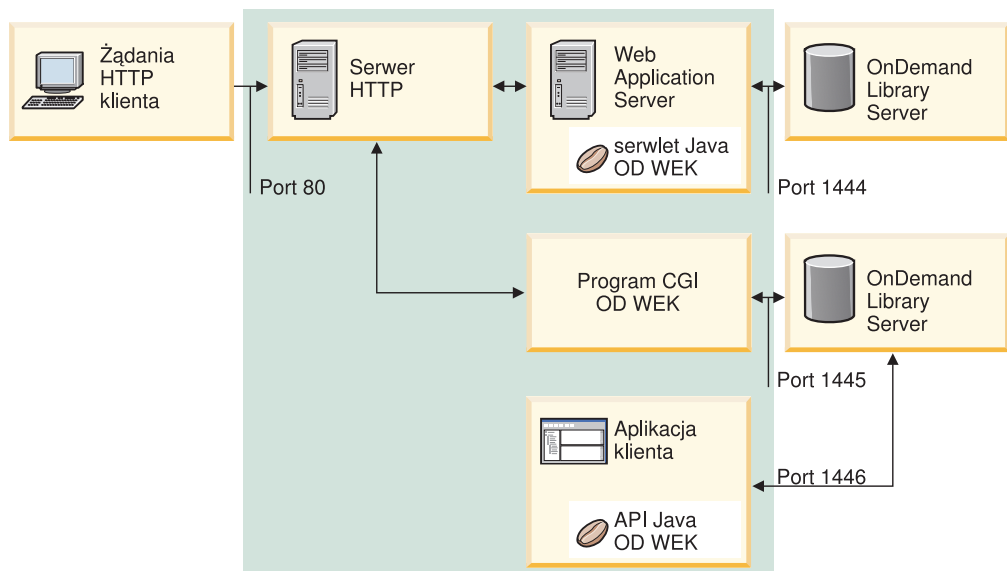 Żądania
HTTP
klienta
Serwer
HTTP
Web
Application
Server
serwlet Java
OD WEK
OnDemand
Library
Server
Port 80
Port 1444
Program CGI
OD WEK
OnDemand
Library
Server
Port 1445
Aplikacja
klienta
API Java
OD WEK
Port 1446